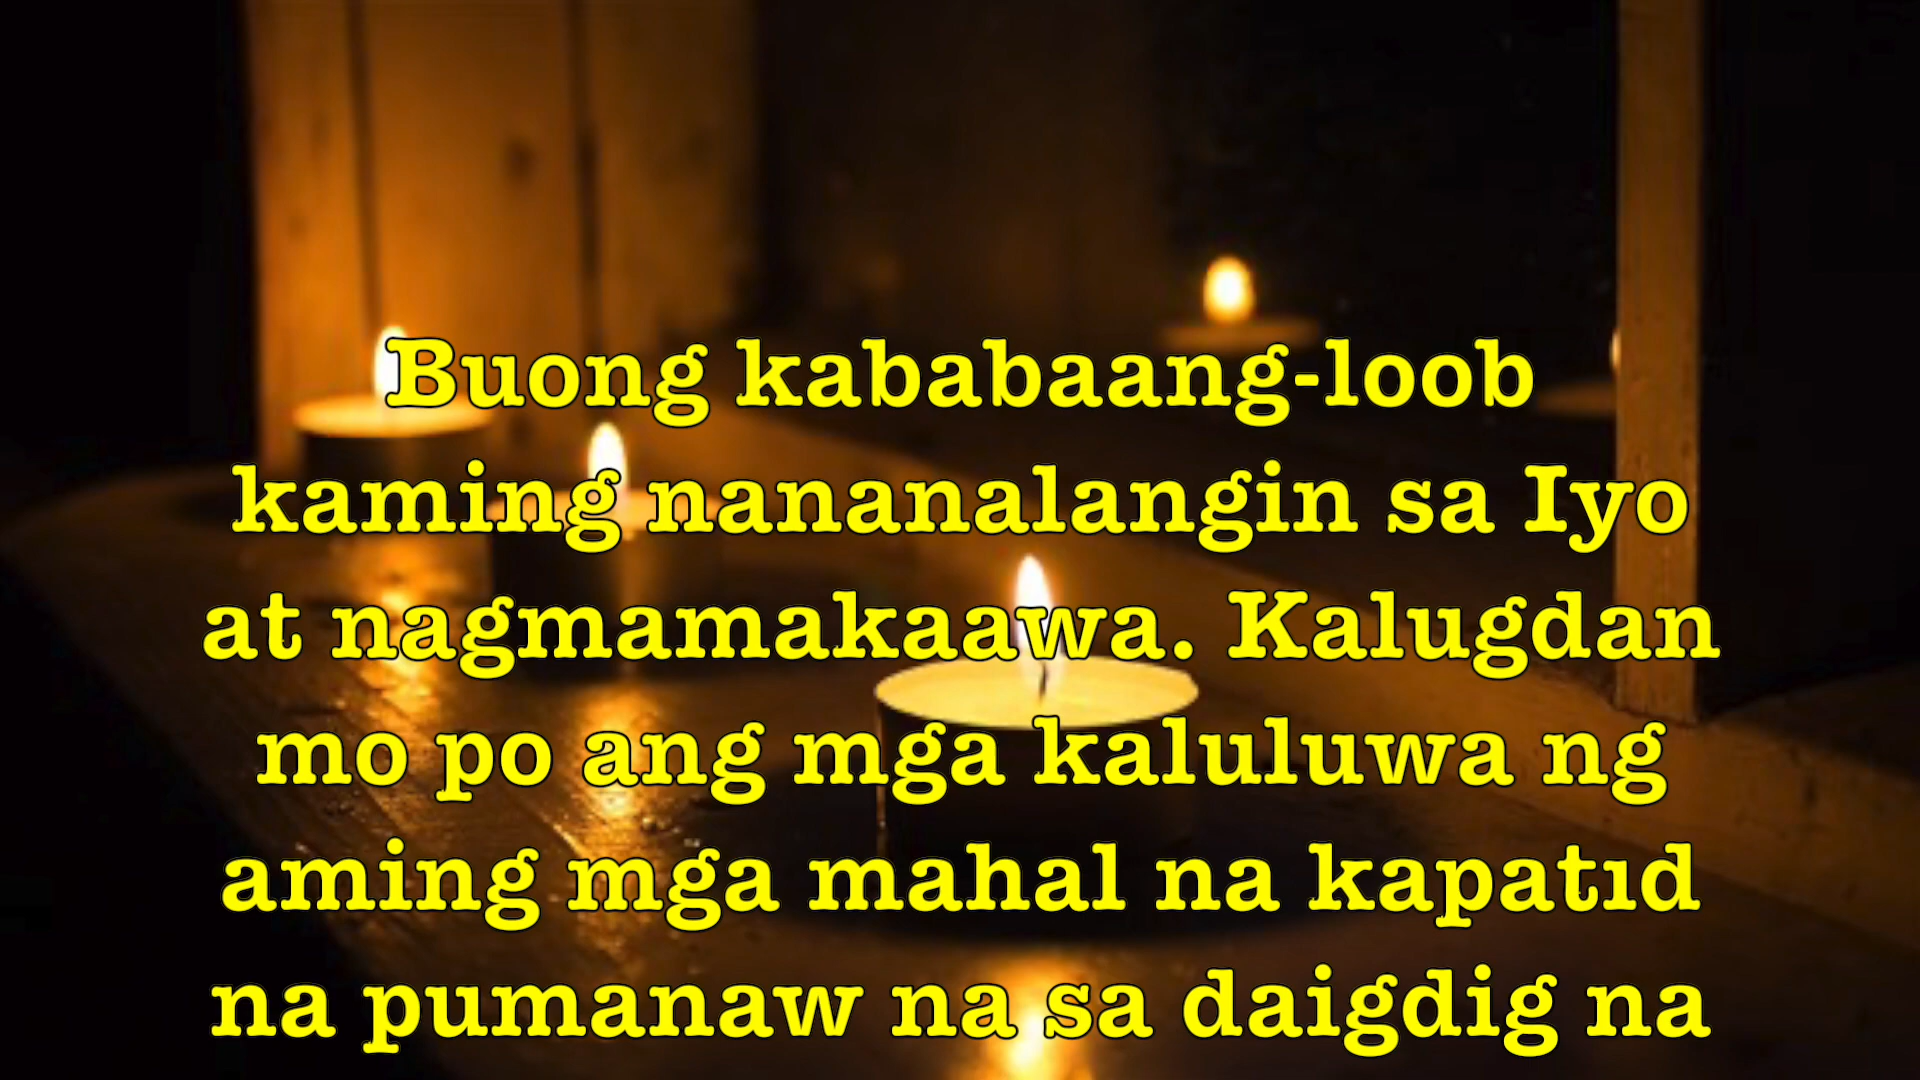 Buong kababaang-loob
kaming nananalangin sa Iyo
at nagmamakaawa. Kalugdan
mo po ang mga kaluluwa ng
aming mga mahal na kapatid
na pumanaw na sa daigdig na